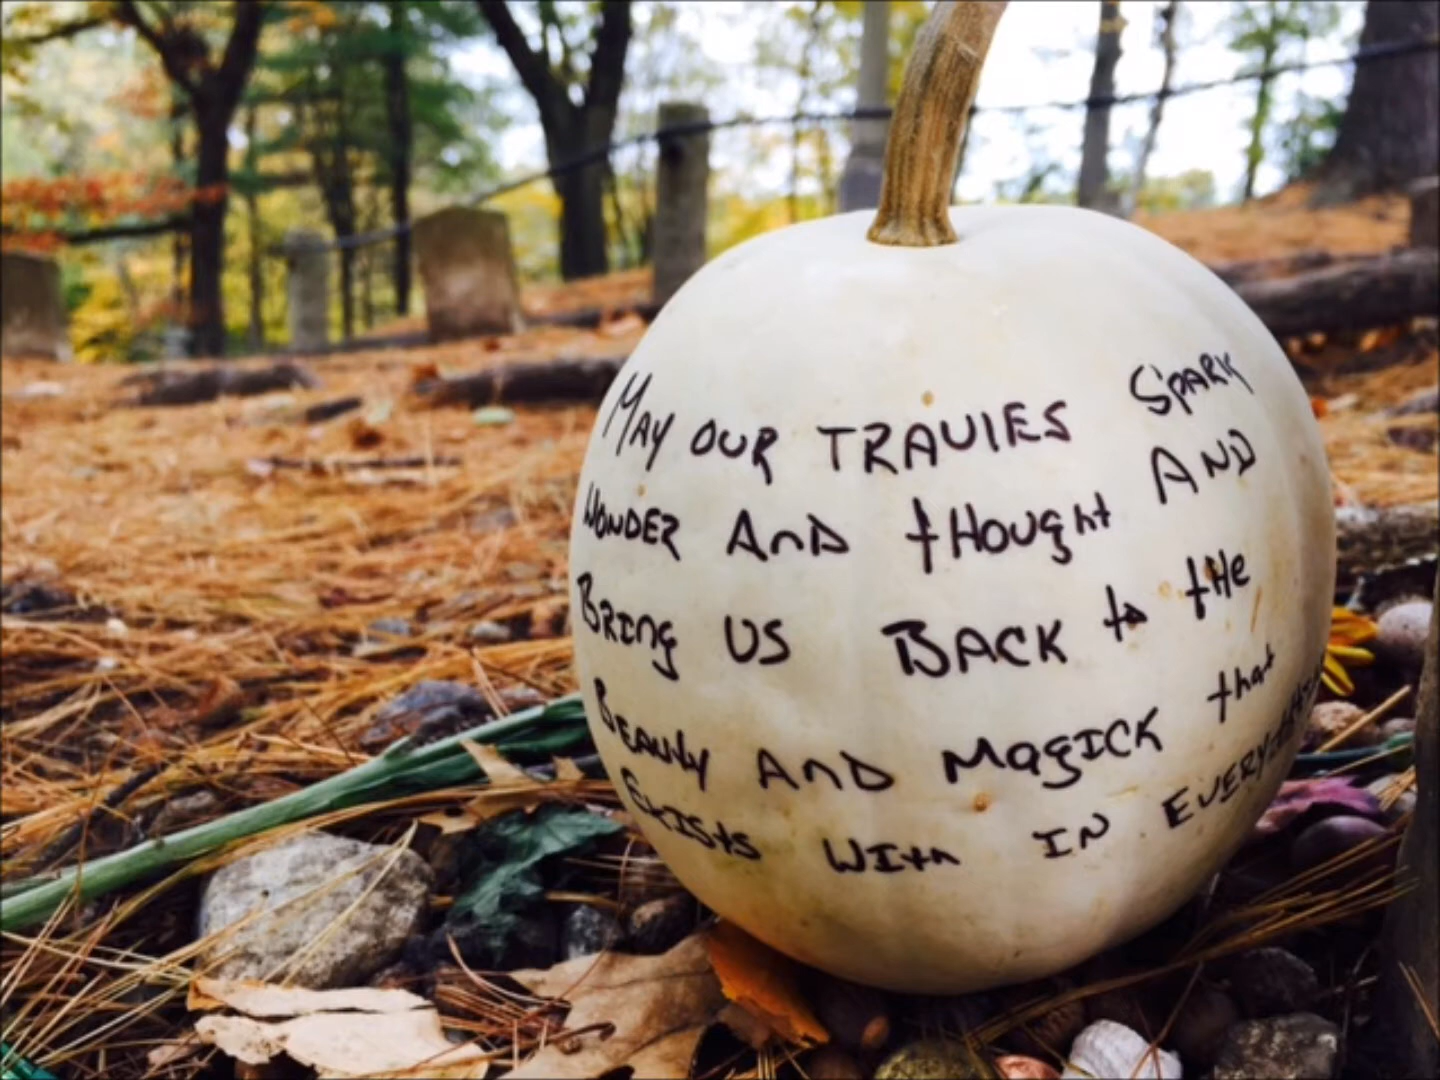 MAY OUR TRAVIES SPARK
WONDER AND tHOUgHt AND
BRING US BACK to tHe
BEAUty AND MAgICK that
ExISts WItH IN EVERYthIN